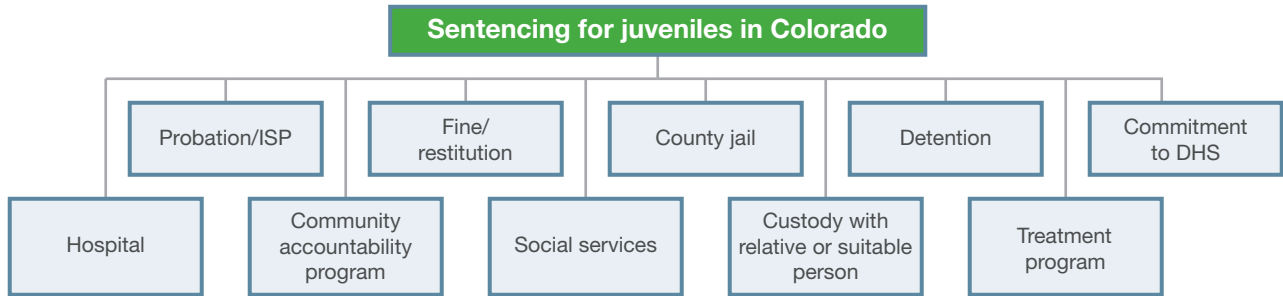 Sentencing for juveniles in Colorado
Probation/ISP
Fine/
restitution
County jail
Detention
Commitment
to DHS
Hospital
Community
accountability
program
Social services
Custody with
relative or suitable
person
Treatment
program